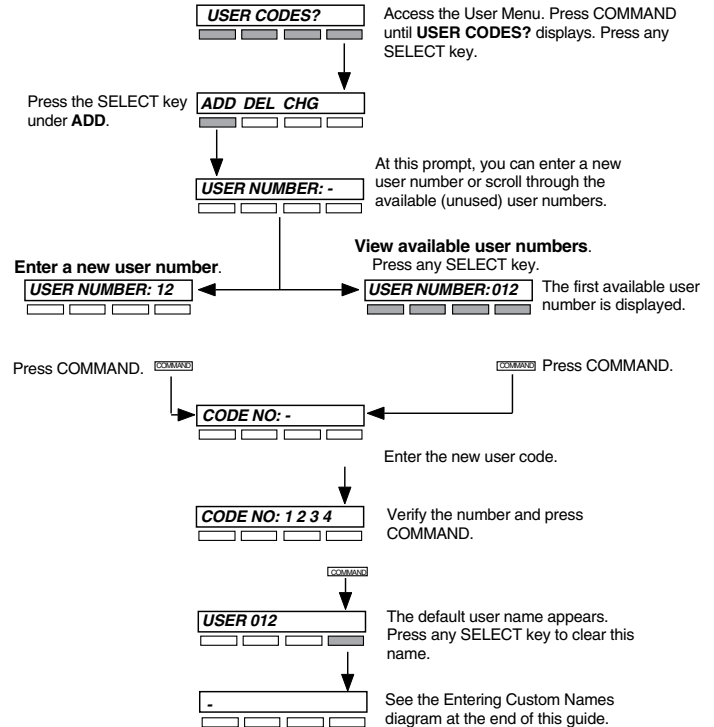 USER CODES?
Access the User Menu. Press COMMAND
until USER CODES? displays. Press any
SELECT key.
Press the SELECT key
under ADD.
ADD DEL CHG
USER NUMBER: -
At this prompt, you can enter a new
user number or scroll through the
available (unused) user numbers.
Enter a new user number.
USER NUMBER: 12
View available user numbers.
Press any SELECT key.
USER NUMBER:012
The first available user
number is displayed.
Press COMMAND. COMMAND
COMMAND Press COMMAND.
CODE NO: -
Enter the new user code.
CODE NO: 1 2 3 4
Verify the number and press
COMMAND.
COMMAND
USER 012
The default user name appears.
Press any SELECT key to clear this
name.
-
See the Entering Custom Names
diagram at the end of this guide.